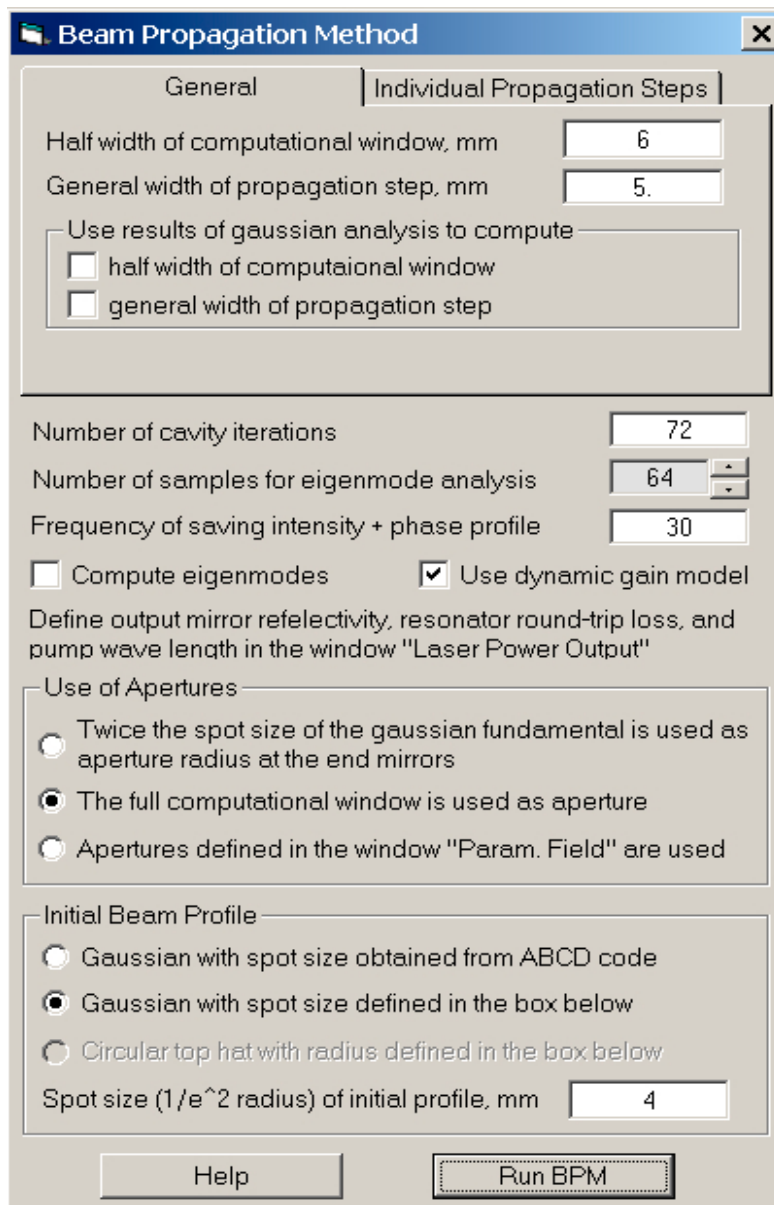 Beam Propagation Method
General
Individual Propagation Steps
Half width of computational window, mm
6
General width of propagation step, mm
5.
Use results of gaussian analysis to compute
half width of computaional window
general width of propagation step
Number of cavity iterations
72
Number of samples for eigenmode analysis
64
Frequency of saving intensity + phase profile
30
Compute eigenmodes
Use dynamic gain model
Define output mirror refelectivity, resonator round-trip loss, and
pump wave length in the window "Laser Power Output"
Use of Apertures
Twice the spot size of the gaussian fundamental is used as
aperture radius at the end mirrors
The full computational window is used as aperture
Apertures defined in the window "Param. Field" are used
Initial Beam Profile
Gaussian with spot size obtained from ABCD code
Gaussian with spot size defined in the box below
Circular top hat with radius defined in the box below
Spot size (1/e^2 radius) of initial profile, mm
4
Help
Run BPM